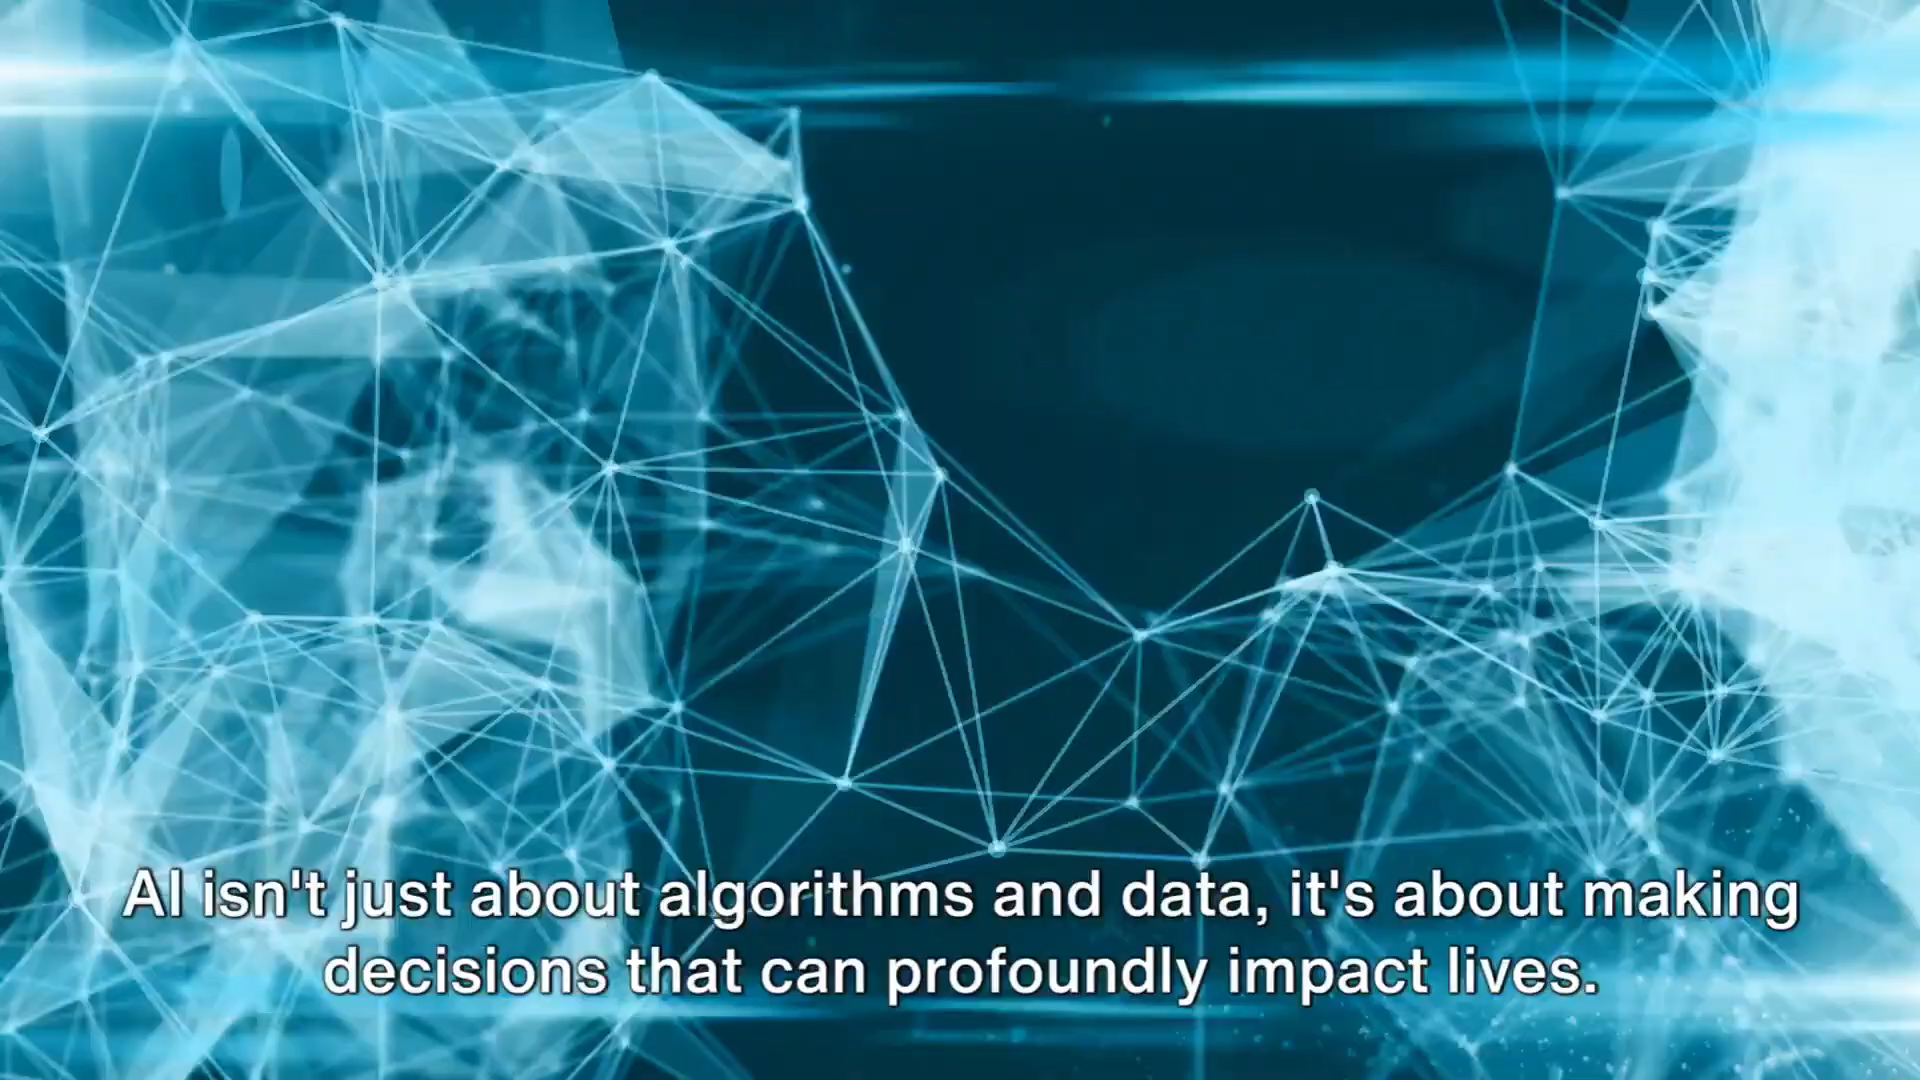 AI isn't just about algorithms and data, it's about making
decisions that can profoundly impact lives.